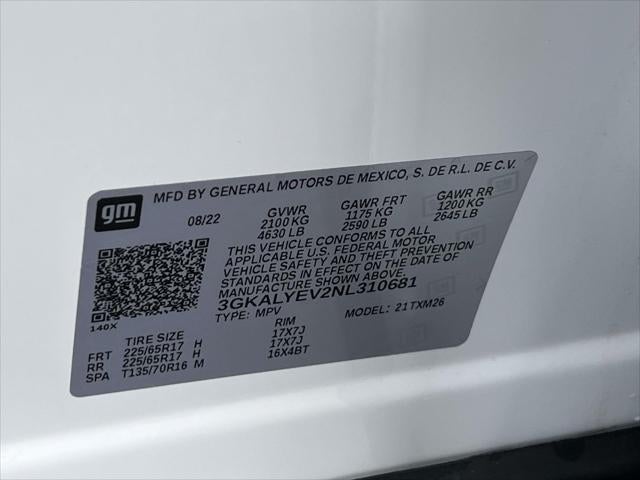 gm
MFD BY GENERAL MOTORS DE MEXICO, S. DE R.L. DE C.V.
08/22 GVWR GAWR FRT GAWR RR
2100 KG 1175 KG 1200 KG
4630 LB 2590 LB 2645 LB
THIS VEHICLE CONFORMS TO ALL
APPLICABLE U.S. FEDERAL MOTOR
VEHICLE SAFETY AND THEFT PREVENTION
STANDARDS IN EFFECT ON THE DATE OF
MANUFACTURE SHOWN ABOVE.
3GKALYEV2NL310681
TYPE: MPV MODEL: 21TXM26
140X
TIRE SIZE RIM
FRT 225/65R17 H 17X7J
RR 225/65R17 H 17X7J
SPA T135/70R16 M 16X4BT